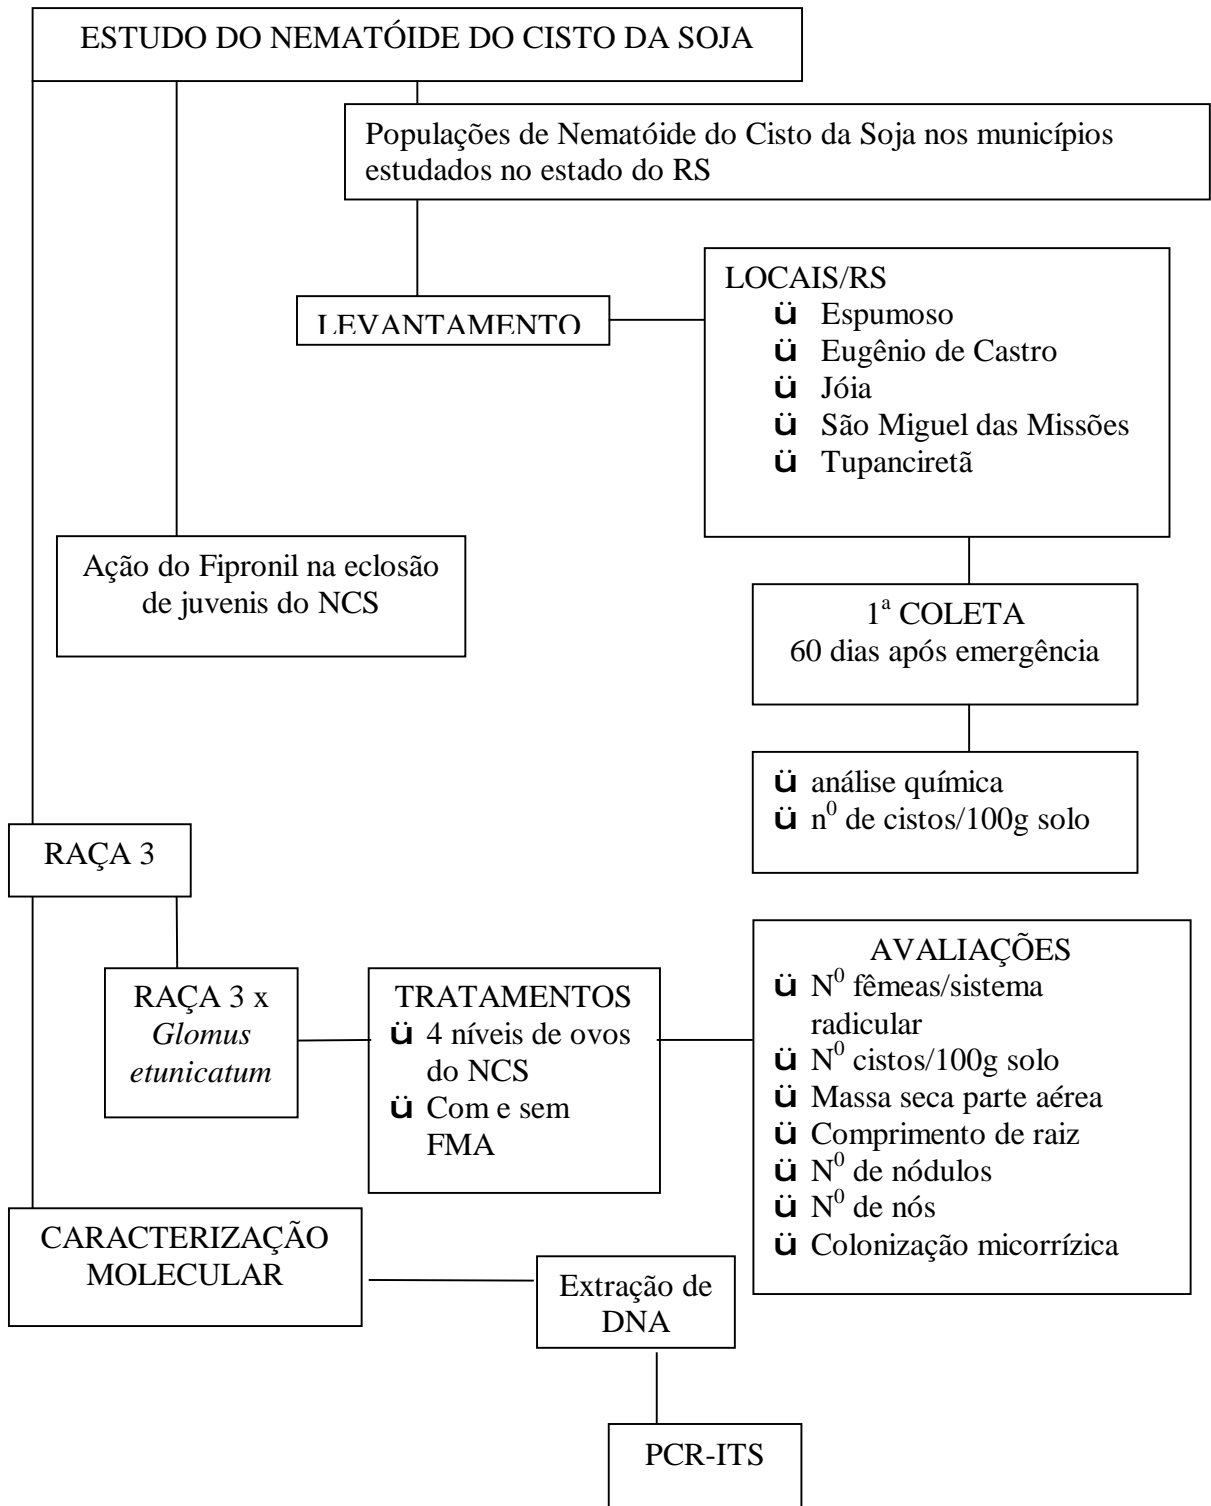 ESTUDO DO NEMATÓIDE DO CISTO DA SOJA
Populações de Nematóide do Cisto da Soja nos municípios
estudados no estado do RS
LEVANTAMENTO
LOCAIS/RS
ü Espumoso
ü Eugênio de Castro
ü Jóia
ü São Miguel das Missões
ü Tupanciretã
Ação do Fipronil na eclosão
de juvenis do NCS
1ª COLETA
60 dias após emergência
ü análise química
ü n⁰ de cistos/100g solo
RAÇA 3
RAÇA 3 x
Glomus
etunicatum
TRATAMENTOS
ü 4 níveis de ovos
do NCS
ü Com e sem
FMA
AVALIAÇÕES
ü N⁰ fêmeas/sistema
radicular
ü N⁰ cistos/100g solo
ü Massa seca parte aérea
ü Comprimento de raiz
ü N⁰ de nódulos
ü N⁰ de nós
ü Colonização micorrízica
CARACTERIZAÇÃO
MOLECULAR
Extração de
DNA
PCR-ITS